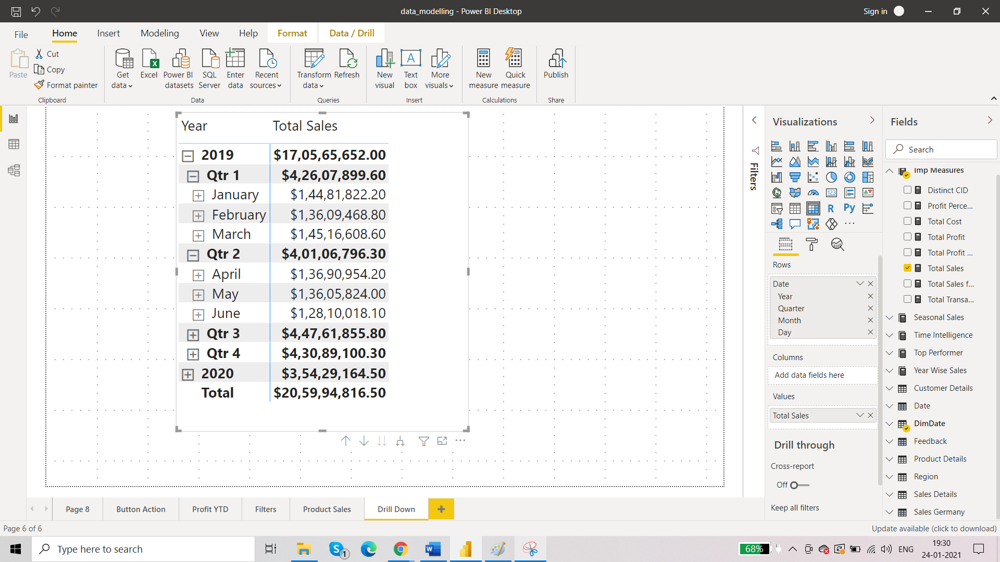 data_modelling - Power BI Desktop
Sign in
File Home Insert Modeling View Help Format Data / Drill
Paste
Cut
Copy
Format painter
Clipboard
Get data
Excel
Power BI datasets
SQL Server
Enter data
Recent sources
Data
Transform data
Refresh
Queries
New visual
Text box
More visuals
Insert
New measure
Quick measure
Calculations
Publish
Share
Year Total Sales
2019 $17,05,65,652.00
Qtr 1 $4,26,07,899.60
January $1,44,81,822.20
February $1,36,09,468.80
March $1,45,16,608.60
Qtr 2 $4,01,06,796.30
April $1,36,90,954.20
May $1,36,05,824.00
June $1,28,10,018.10
Qtr 3 $4,47,61,855.80
Qtr 4 $4,30,89,100.30
2020 $3,54,29,164.50
Total $20,59,94,816.50
Filters
Visualizations
123
R
Py
Rows
Date
Year
Quarter
Month
Day
Columns
Add data fields here
Values
Total Sales
Drill through
Cross-report
Off
Keep all filters
Fields
Search
Imp Measures
Distinct CID
Profit Perce...
Total Cost
Total Profit
Total Profit ...
Total Sales
Total Sales f...
Total Transa...
Seasonal Sales
Time Intelligence
Top Performer
Year Wise Sales
Customer Details
Date
DimDate
Feedback
Product Details
Region
Sales Details
Sales Germany
Page 8 Button Action Profit YTD Filters Product Sales Drill Down
Page 6 of 6
Update available (click to download)
Type here to search
1
68%
ENG
19:30
24-01-2021